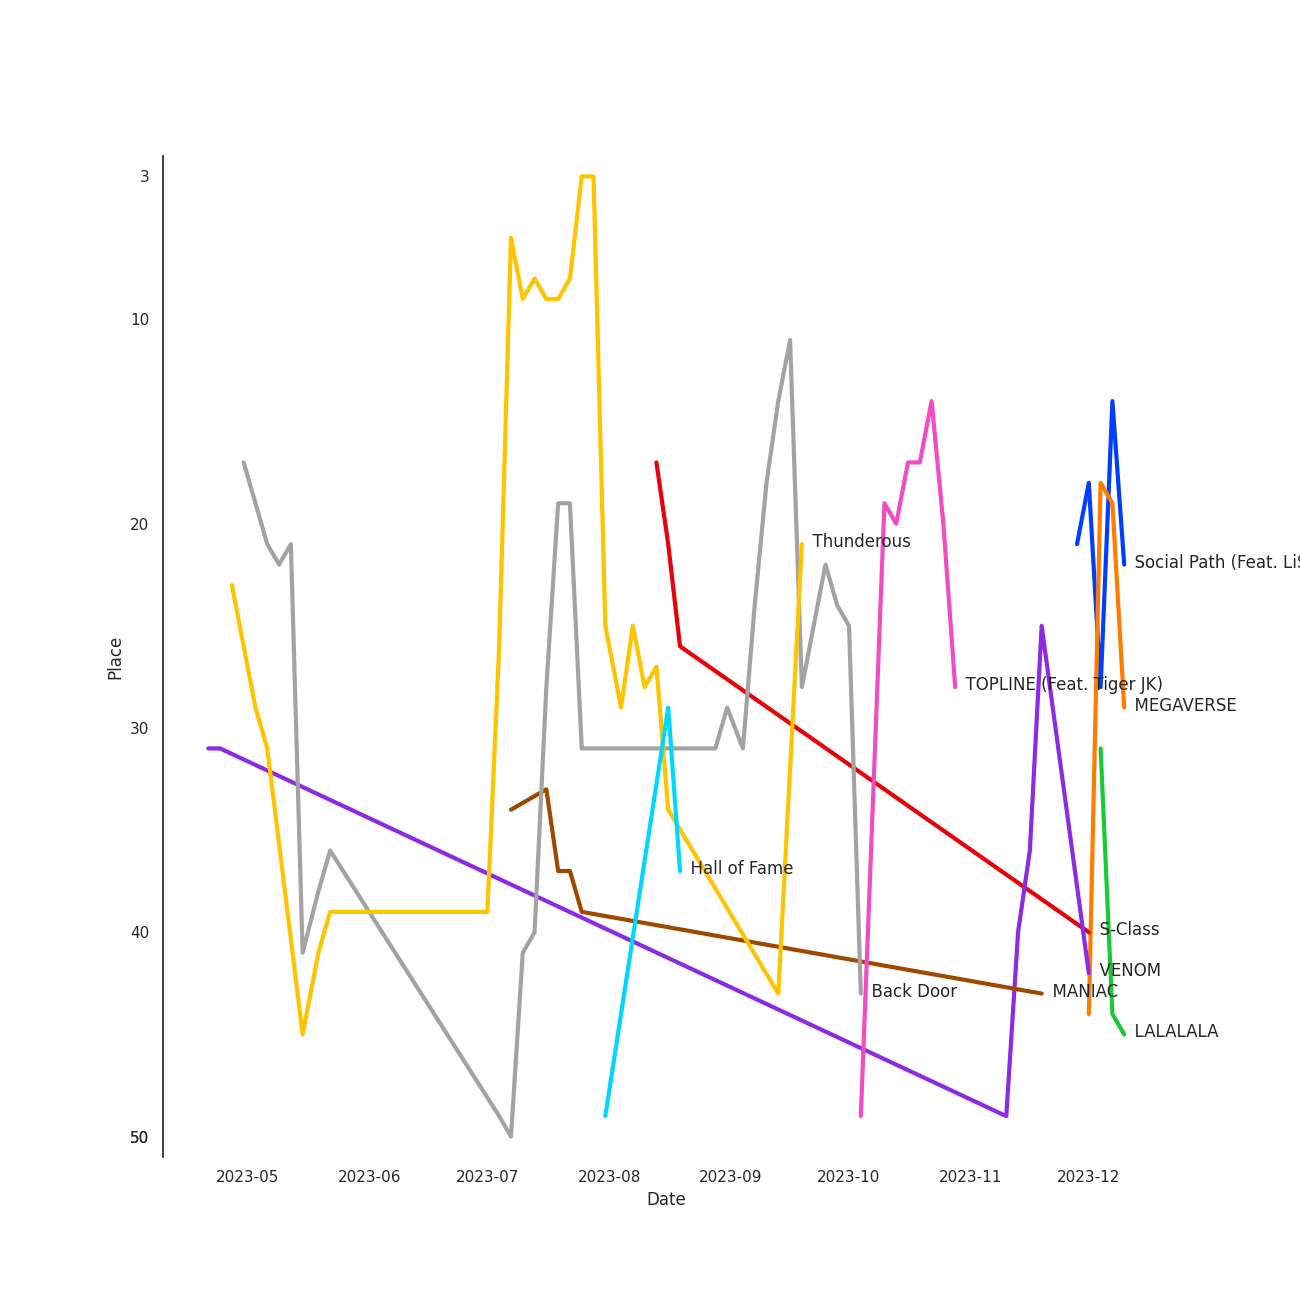 3
10
20
30
40
50
Place
Thunderous
Social Path (Feat. LiS
TOPLINE (Feat. Tiger JK)
MEGAVERSE
Hall of Fame
S-Class
VENOM
Back Door
MANIAC
LALALALA
2023-05
2023-06
2023-07
2023-08
2023-09
2023-10
2023-11
2023-12
Date